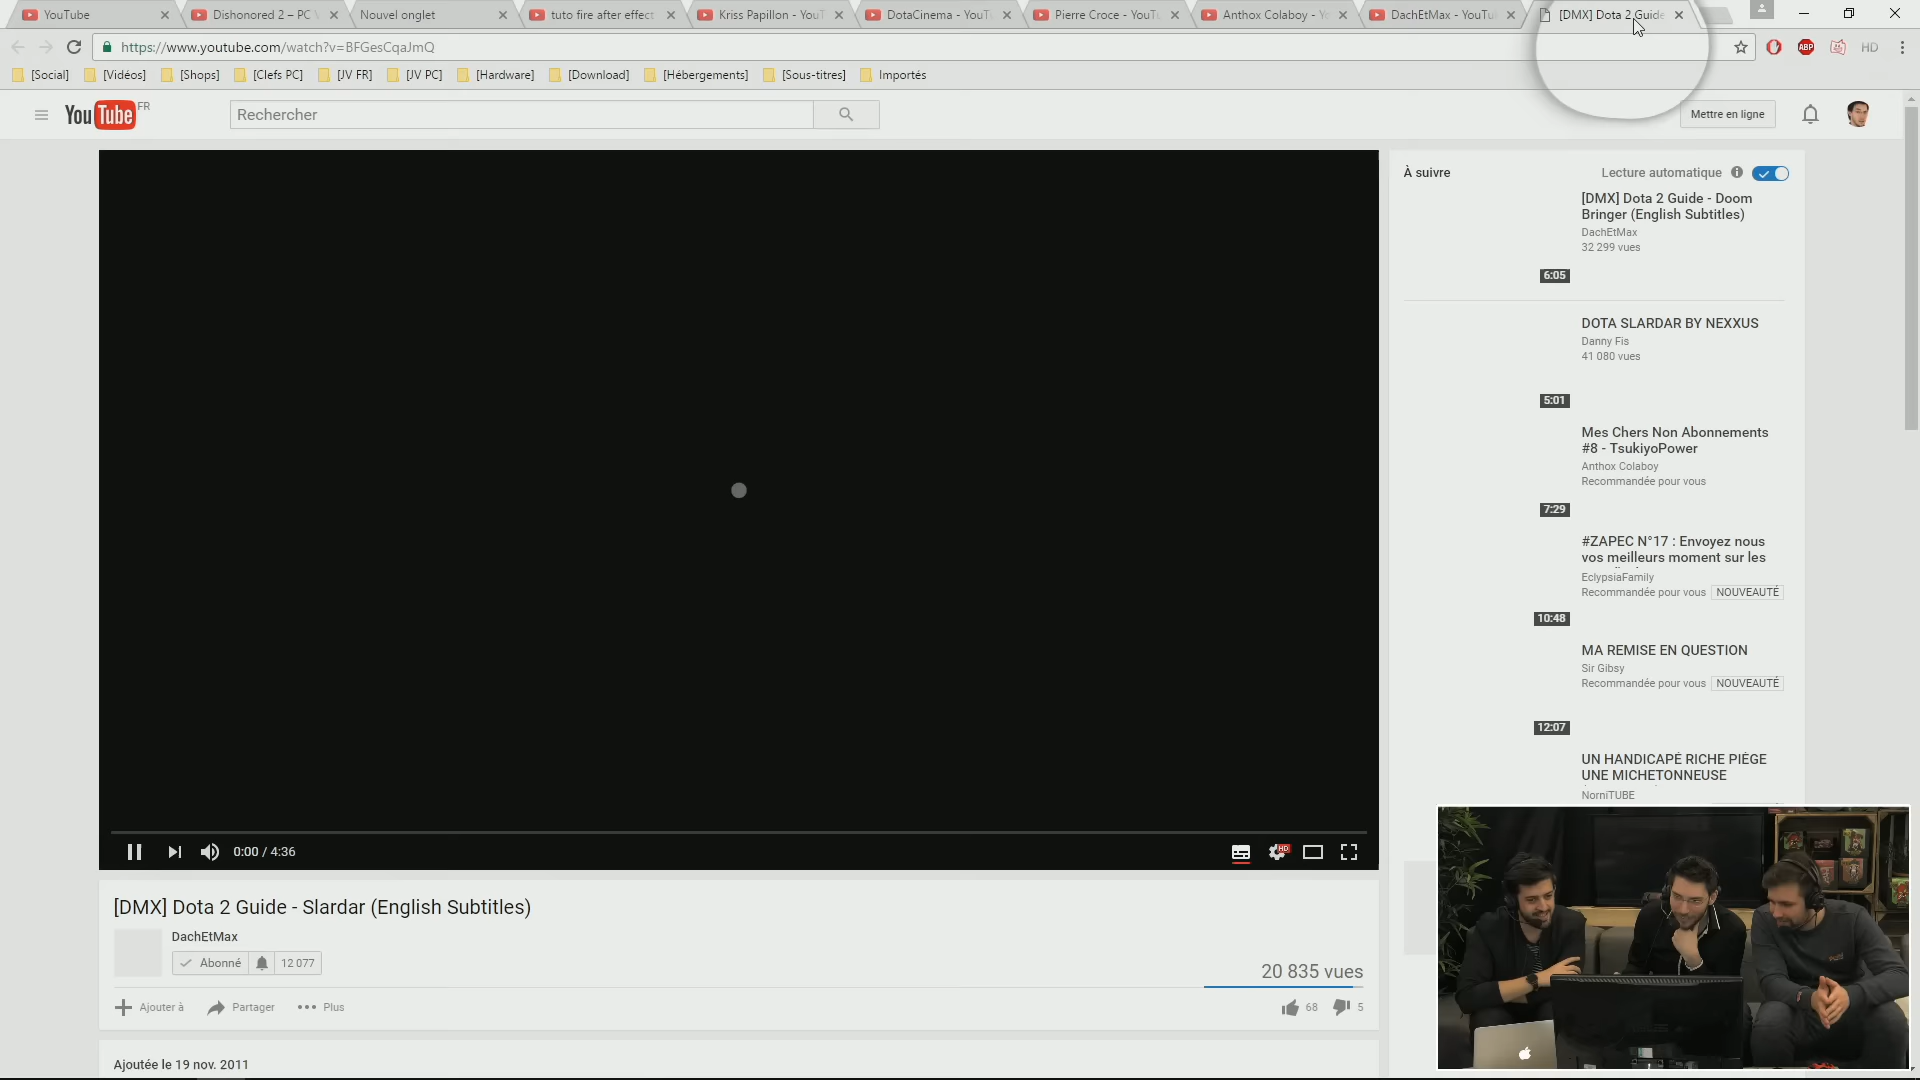 YouTube
Dishonored 2 – PC
Nouvel onglet
tuto fire after effect
Kriss Papillon - YouT
DotaCinema - YouT
Pierre Croce - YouTu
Anthox Colaboy - Yo
DachEtMax - YouTu
[DMX] Dota 2 Guide
https://www.youtube.com/watch?v=BFGesCqaJmQ
ABP
HD
[Social]
[Vidéos]
[Shops]
[Clefs PC]
[JV FR]
[JV PC]
[Hardware]
[Download]
[Hébergements]
[Sous-titres]
Importés
YouTube FR
Rechercher
Mettre en ligne
À suivre
Lecture automatique
[DMX] Dota 2 Guide - Doom
Bringer (English Subtitles)
DachEtMax
32 299 vues
6:05
DOTA SLARDAR BY NEXXUS
Danny Fis
41 080 vues
5:01
Mes Chers Non Abonnements
#8 - TsukiyoPower
Anthox Colaboy
Recommandée pour vous
7:29
#ZAPEC N°17 : Envoyez nous
vos meilleurs moment sur les
EclypsiaFamily
Recommandée pour vous NOUVEAUTÉ
10:48
MA REMISE EN QUESTION
Sir Gibsy
Recommandée pour vous NOUVEAUTÉ
12:07
UN HANDICAPÉ RICHE PIÈGE
UNE MICHETONNEUSE
NorniTUBE
0:00 / 4:36
HD
[DMX] Dota 2 Guide - Slardar (English Subtitles)
DachEtMax
Abonné
12 077
20 835 vues
Ajouter à
Partager
Plus
68
5
Ajoutée le 19 nov. 2011